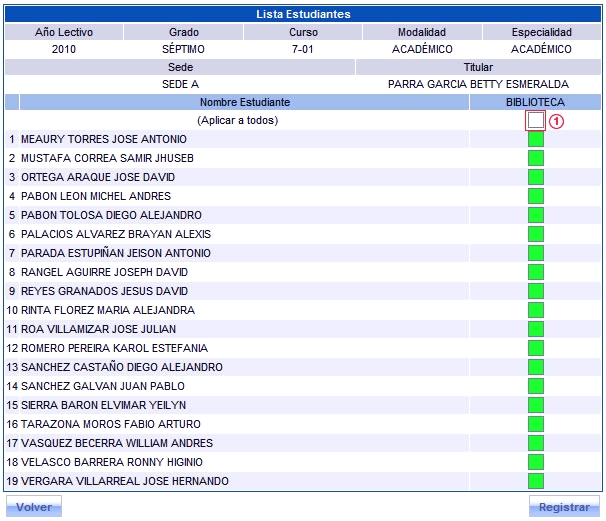 Lista Estudiantes
Año Lectivo Grado Curso Modalidad Especialidad
2010 SÉPTIMO 7-01 ACADÉMICO ACADÉMICO
Sede Titular
SEDE A PARRA GARCIA BETTY ESMERALDA
Nombre Estudiante BIBLIOTECA
(Aplicar a todos) 1
1 MEAURY TORRES JOSE ANTONIO
2 MUSTAFA CORREA SAMIR JHUSEB
3 ORTEGA ARAQUE JOSE DAVID
4 PABON LEON MICHEL ANDRES
5 PABON TOLOSA DIEGO ALEJANDRO
6 PALACIOS ALVAREZ BRAYAN ALEXIS
7 PARADA ESTUPIÑAN JEISON ANTONIO
8 RANGEL AGUIRRE JOSEPH DAVID
9 REYES GRANADOS JESUS DAVID
10 RINTA FLOREZ MARIA ALEJANDRA
11 ROA VILLAMIZAR JOSE JULIAN
12 ROMERO PEREIRA KAROL ESTEFANIA
13 SANCHEZ CASTAÑO DIEGO ALEJANDRO
14 SANCHEZ GALVAN JUAN PABLO
15 SIERRA BARON ELVIMAR YEILYN
16 TARAZONA MOROS FABIO ARTURO
17 VASQUEZ BECERRA WILLIAM ANDRES
18 VELASCO BARRERA RONNY HIGINIO
19 VERGARA VILLARREAL JOSE HERNANDO
Volver Registrar